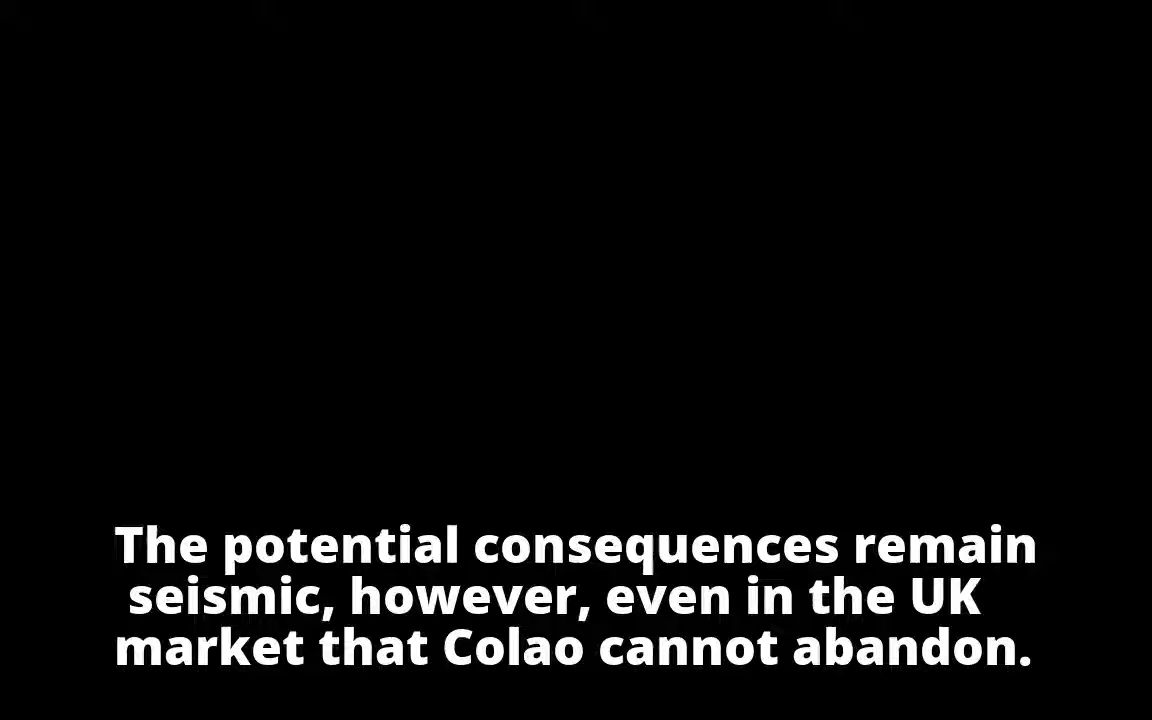 The potential consequences remain
seismic, however, even in the UK
market that Colao cannot abandon.